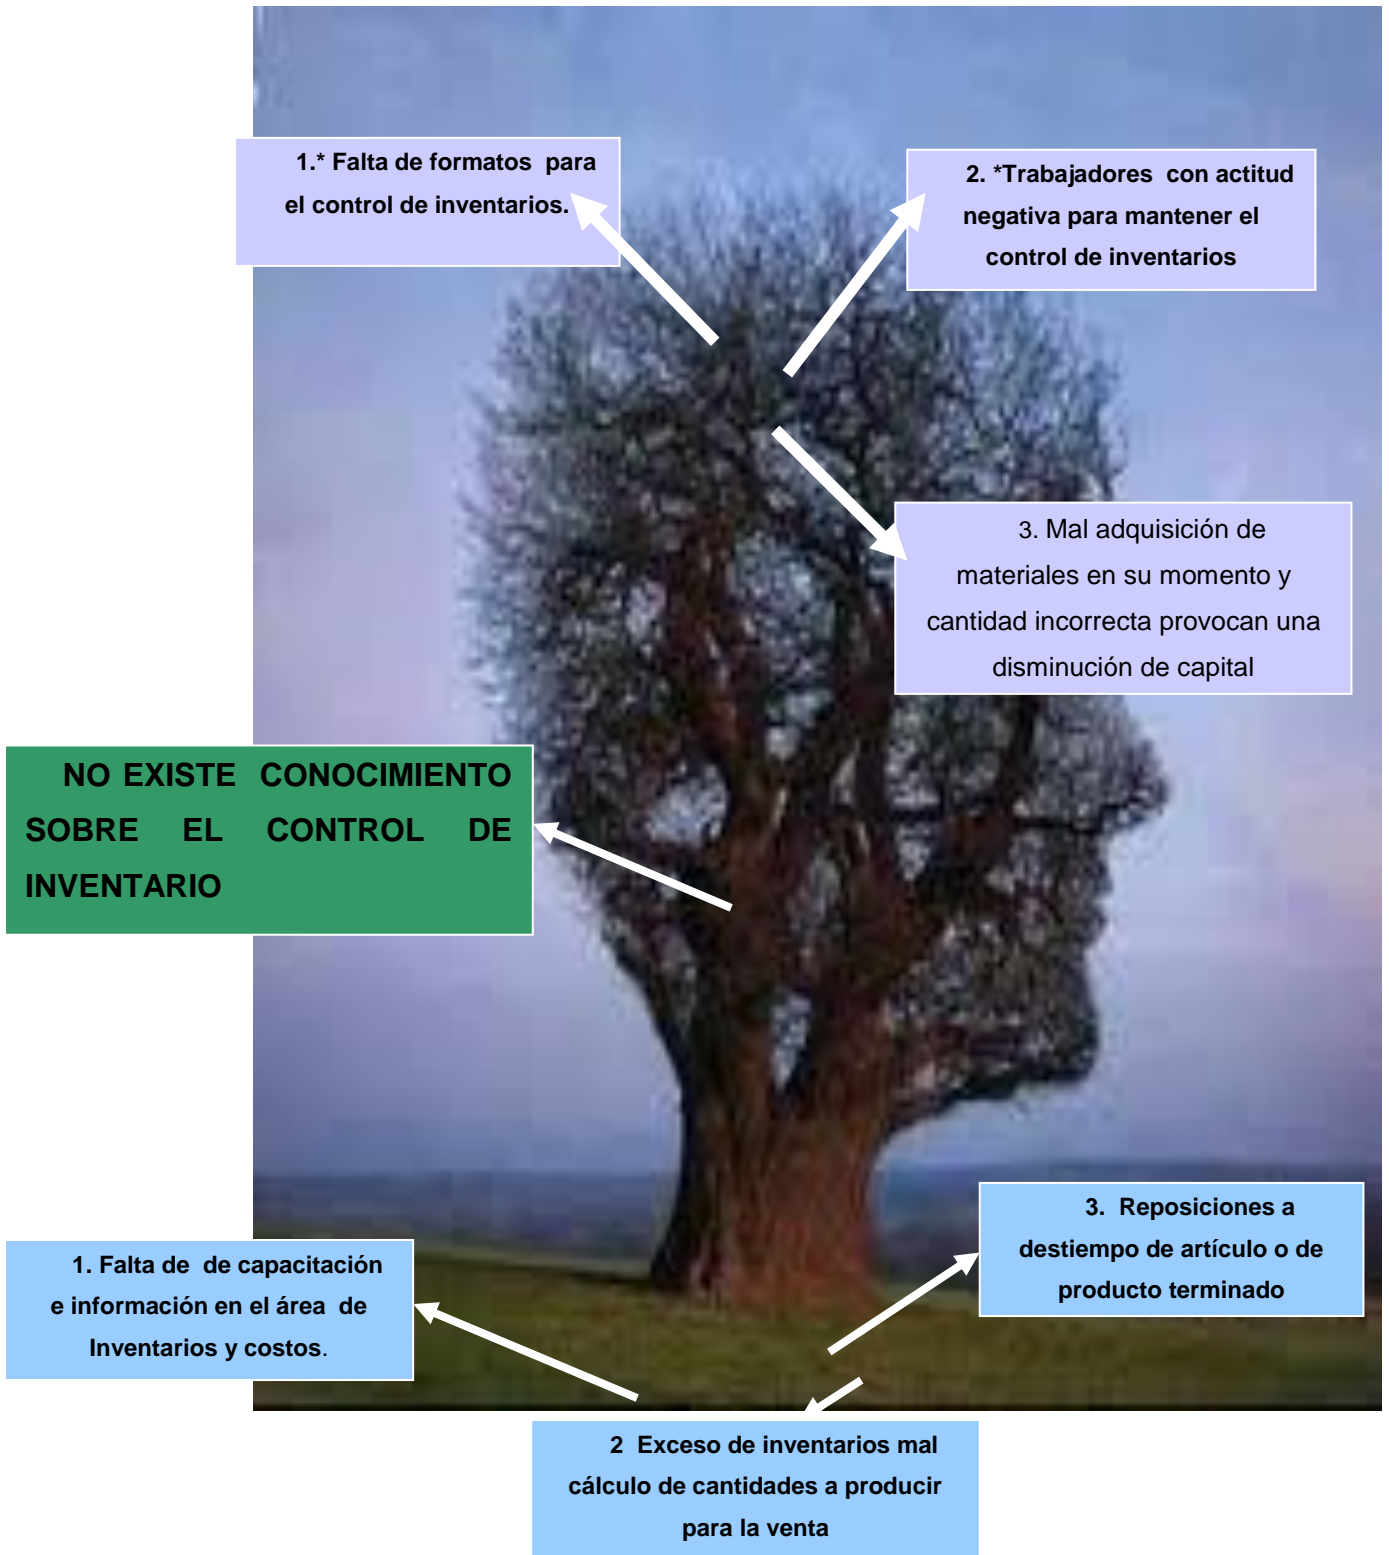 1.* Falta de formatos para
el control de inventarios.
2. *Trabajadores con actitud
negativa para mantener el
control de inventarios
3. Mal adquisición de
materiales en su momento y
cantidad incorrecta provocan una
disminución de capital
NO EXISTE CONOCIMIENTO
SOBRE EL CONTROL DE
INVENTARIO
3. Reposiciones a
destiempo de artículo o de
producto terminado
1. Falta de de capacitación
e información en el área de
Inventarios y costos.
2 Exceso de inventarios mal
cálculo de cantidades a producir
para la venta